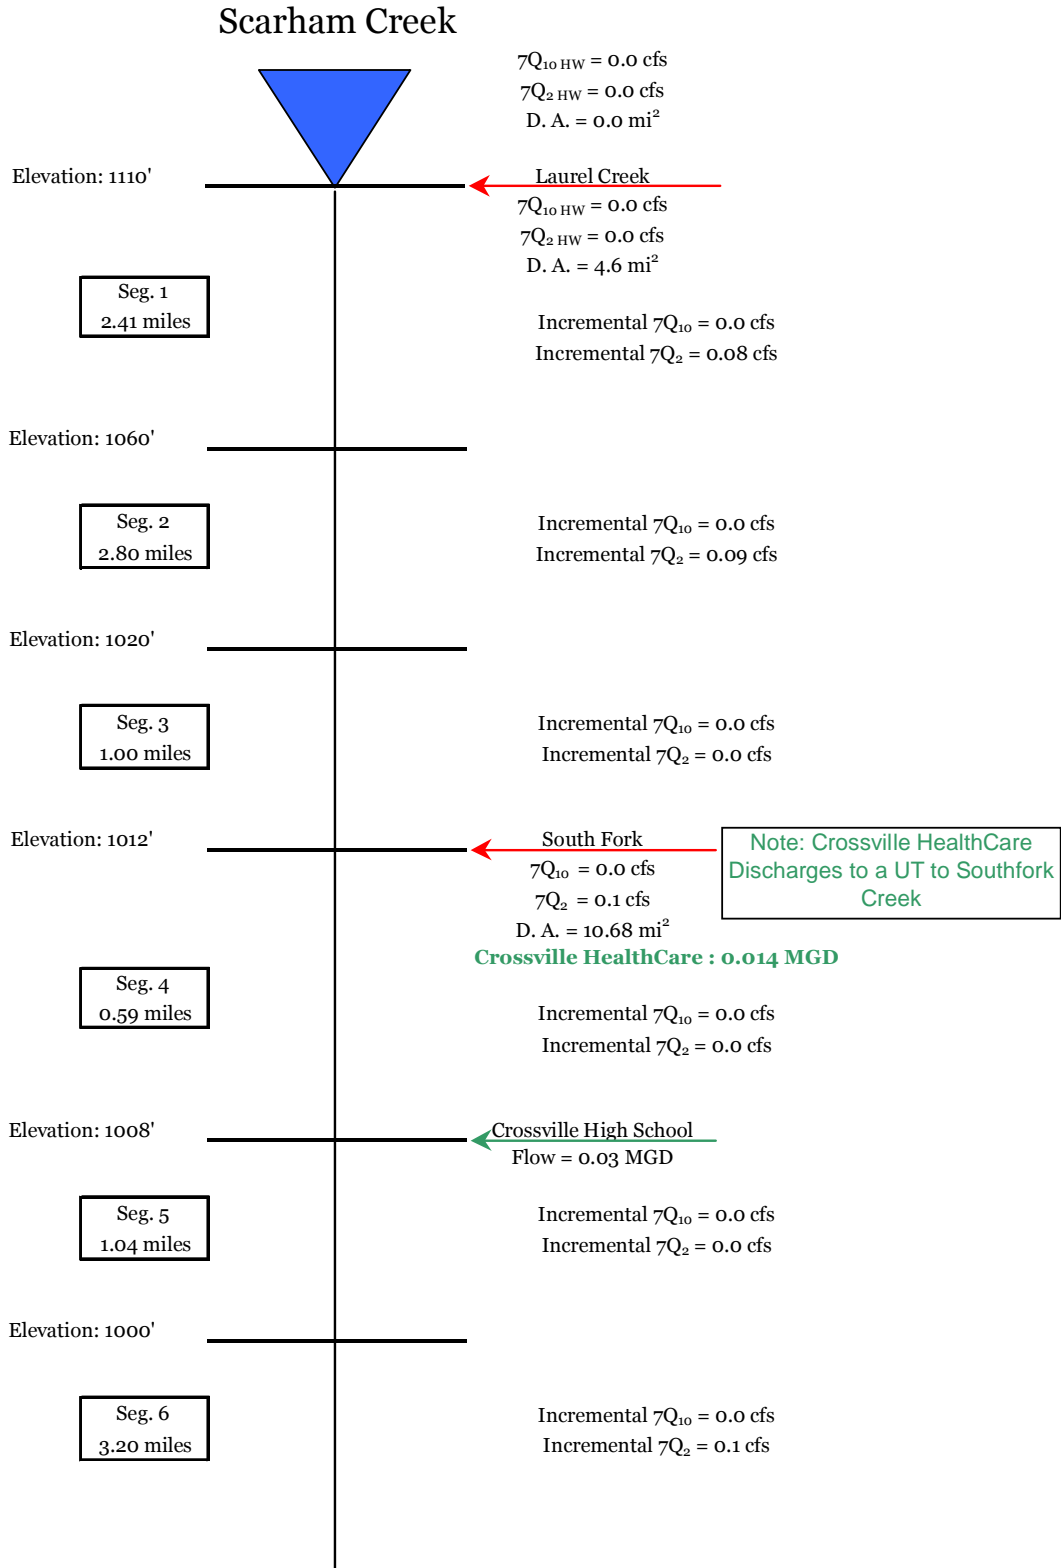 Scarham Creek
7Q₁₀ HW = 0.0 cfs
7Q₂ HW = 0.0 cfs
D. A. = 0.0 mi²
Elevation: 1110'
Laurel Creek
7Q₁₀ HW = 0.0 cfs
7Q₂ HW = 0.0 cfs
D. A. = 4.6 mi²
Seg. 1
2.41 miles
Incremental 7Q₁₀ = 0.0 cfs
Incremental 7Q₂ = 0.08 cfs
Elevation: 1060'
Seg. 2
2.80 miles
Incremental 7Q₁₀ = 0.0 cfs
Incremental 7Q₂ = 0.09 cfs
Elevation: 1020'
Seg. 3
1.00 miles
Incremental 7Q₁₀ = 0.0 cfs
Incremental 7Q₂ = 0.0 cfs
Elevation: 1012'
South Fork
7Q₁₀ = 0.0 cfs
7Q₂ = 0.1 cfs
D. A. = 10.68 mi²
Crossville HealthCare : 0.014 MGD
Note: Crossville HealthCare
Discharges to a UT to Southfork
Creek
Seg. 4
0.59 miles
Incremental 7Q₁₀ = 0.0 cfs
Incremental 7Q₂ = 0.0 cfs
Elevation: 1008'
Crossville High School
Flow = 0.03 MGD
Seg. 5
1.04 miles
Incremental 7Q₁₀ = 0.0 cfs
Incremental 7Q₂ = 0.0 cfs
Elevation: 1000'
Seg. 6
3.20 miles
Incremental 7Q₁₀ = 0.0 cfs
Incremental 7Q₂ = 0.1 cfs